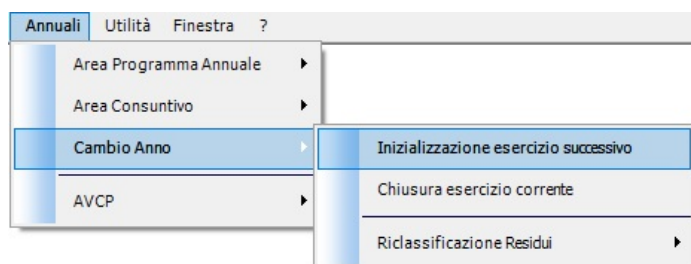 Annuali Utilità Finestra ?
Area Programma Annuale
Area Consuntivo
Cambio Anno
AVCP
Inizializzazione esercizio successivo
Chiusura esercizio corrente
Riclassificazione Residui